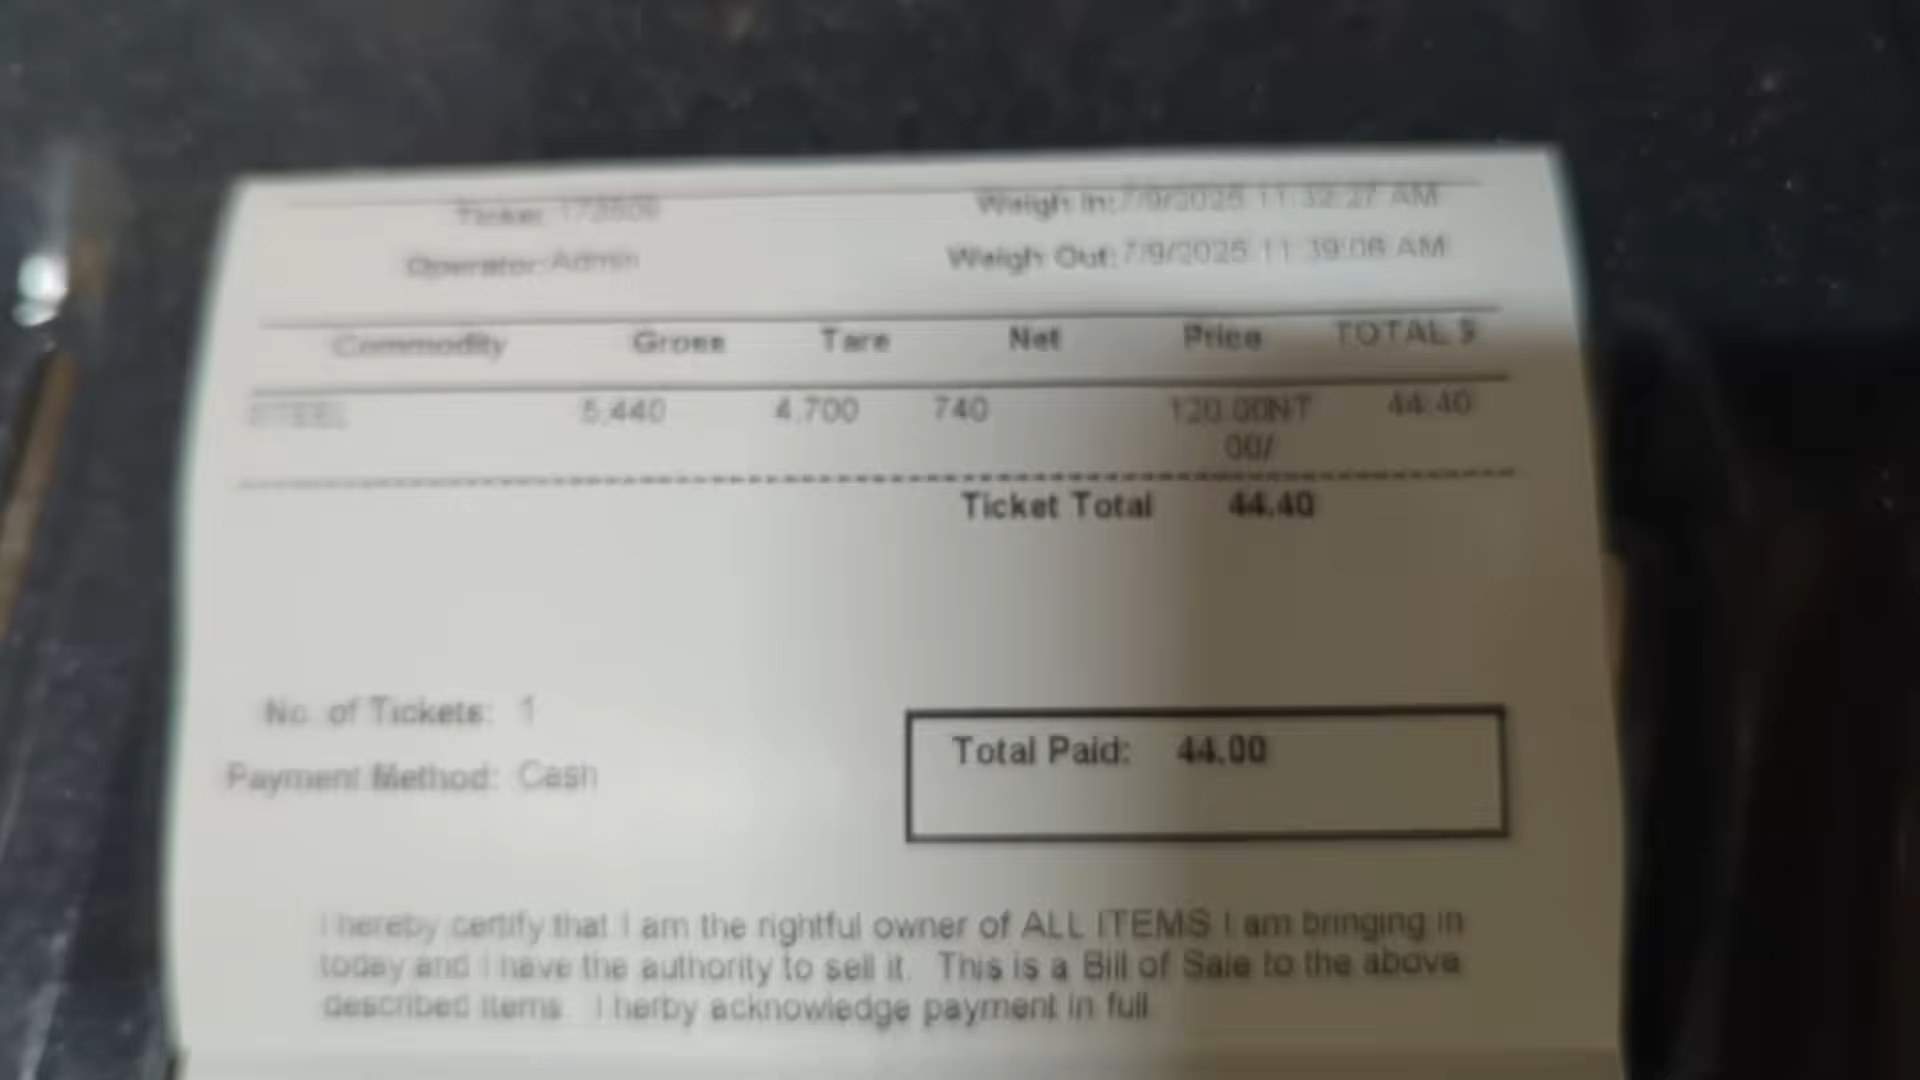 Ticket:
Weigh In:7/9/2025 11:32:27 AM
Operator:Admin
Weigh Out:7/9/2025 11:39:06 AM
Commodity Gross Tare Net Price TOTAL $
STEEL 5,440 4,700 740 120.00NT 44.40
00/
Ticket Total 44.40
No. of Tickets: 1
Total Paid: 44.00
Payment Method: Cash
I hereby certify that I am the rightful owner of ALL ITEMS I am bringing in
today and I have the authority to sell it. This is a Bill of Sale to the above
described items. I herby acknowledge payment in full